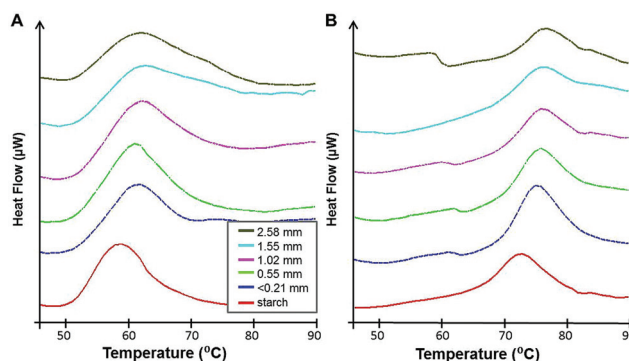 A
B
Heat Flow (μW)
Heat Flow (μW)
2.58 mm
1.55 mm
1.02 mm
0.55 mm
<0.21 mm
starch
50 60 70 80 90
50 60 70 80 90
Temperature (°C)
Temperature (°C)